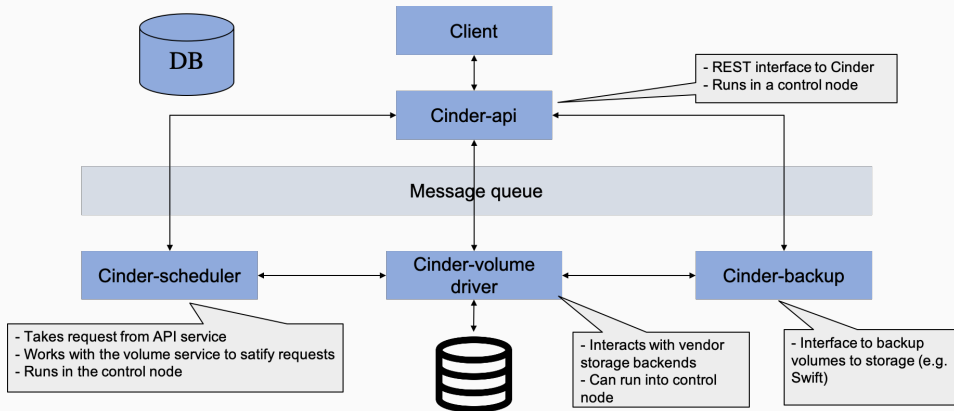 Client
DB
- REST interface to Cinder
- Runs in a control node
Cinder-api
Message queue
Cinder-scheduler
Cinder-volume
driver
Cinder-backup
- Takes request from API service
- Works with the volume service to satify requests
- Runs in the control node
- Interacts with vendor
storage backends
- Can run into control
node
- Interface to backup
volumes to storage (e.g.
Swift)